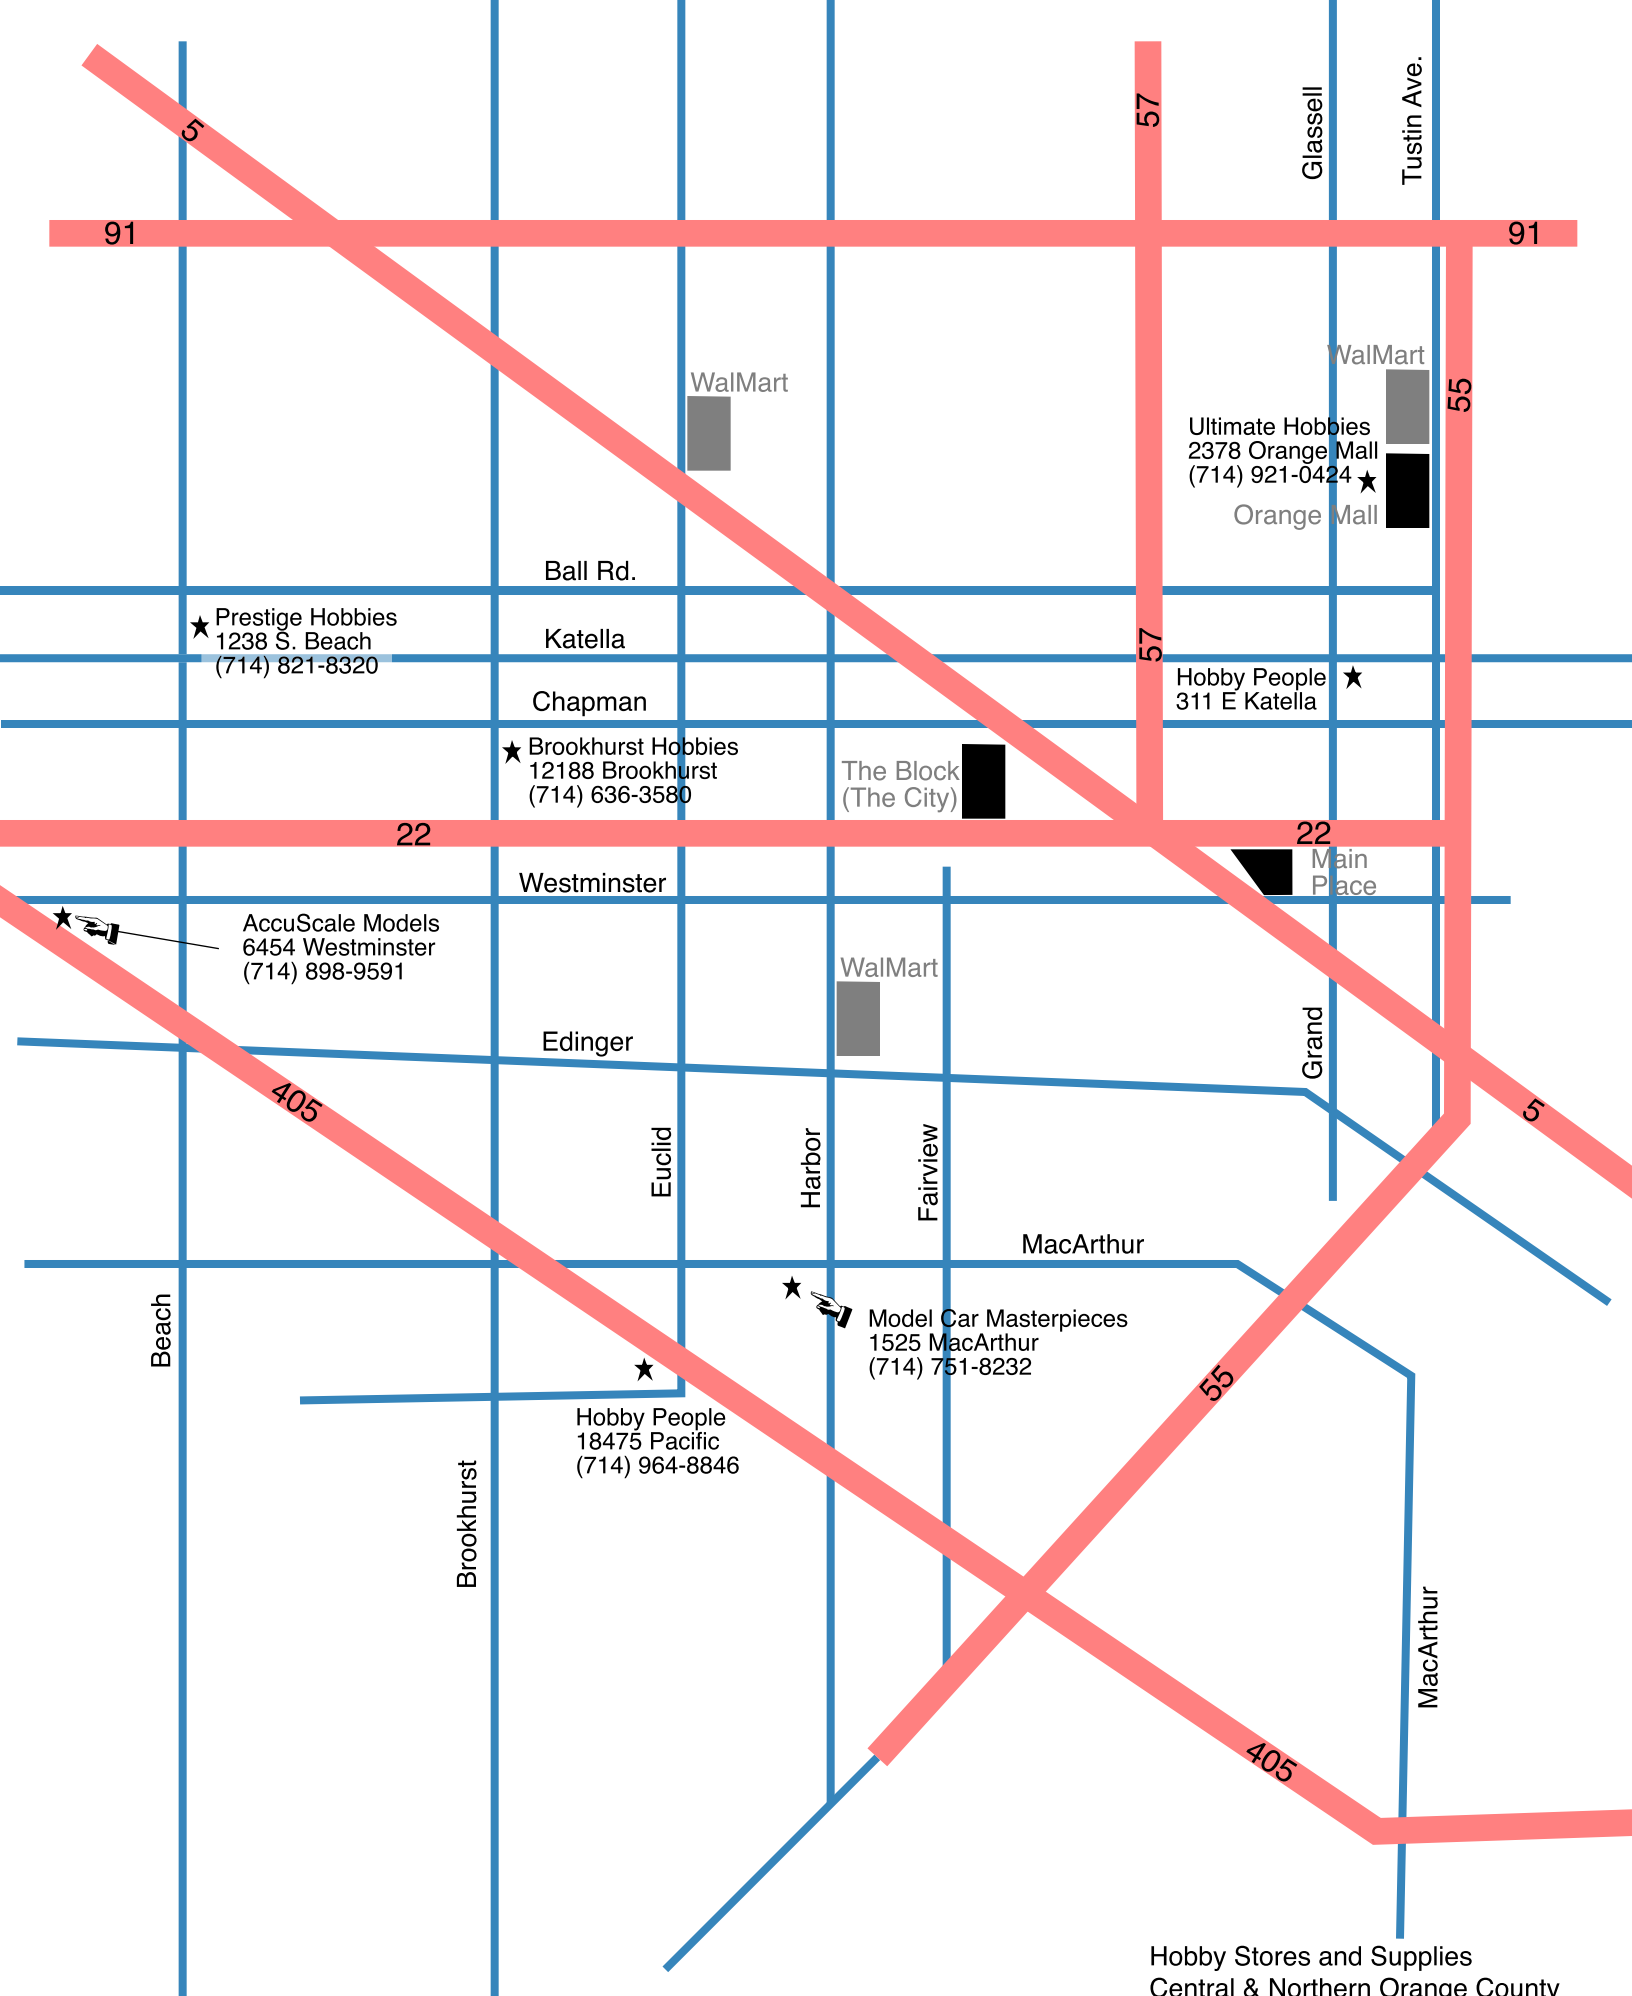 5
57
Glassell
Tustin Ave.
91
91
WalMart
WalMart
55
Ultimate Hobbies
2378 Orange Mall
(714) 921-0424
Orange Mall
Ball Rd.
Prestige Hobbies
1238 S. Beach
(714) 821-8320
Katella
57
Hobby People
311 E Katella
Chapman
Brookhurst Hobbies
12188 Brookhurst
(714) 636-3580
The Block
(The City)
22
22
Main
Place
Westminster
AccuScale Models
6454 Westminster
(714) 898-9591
WalMart
Edinger
Grand
405
5
Euclid
Harbor
Fairview
MacArthur
Beach
Model Car Masterpieces
1525 MacArthur
(714) 751-8232
55
Hobby People
18475 Pacific
(714) 964-8846
Brookhurst
MacArthur
405
Hobby Stores and Supplies
Central & Northern Orange County